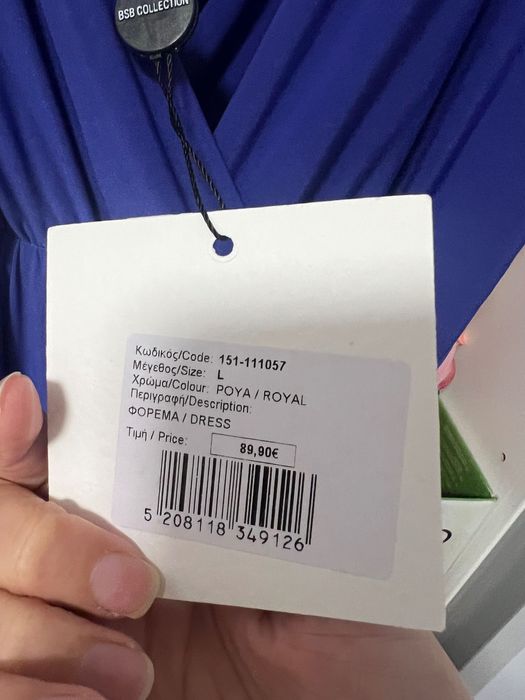 BSB COLLECTION
Κωδικός/Code: 151-111057
Μέγεθος/Size: L
Χρώμα/Colour: ΡΟΥΑ / ROYAL
Περιγραφή/Description:
ΦΟΡΕΜΑ / DRESS
Τιμή / Price: 89,90€
5 208118 349126